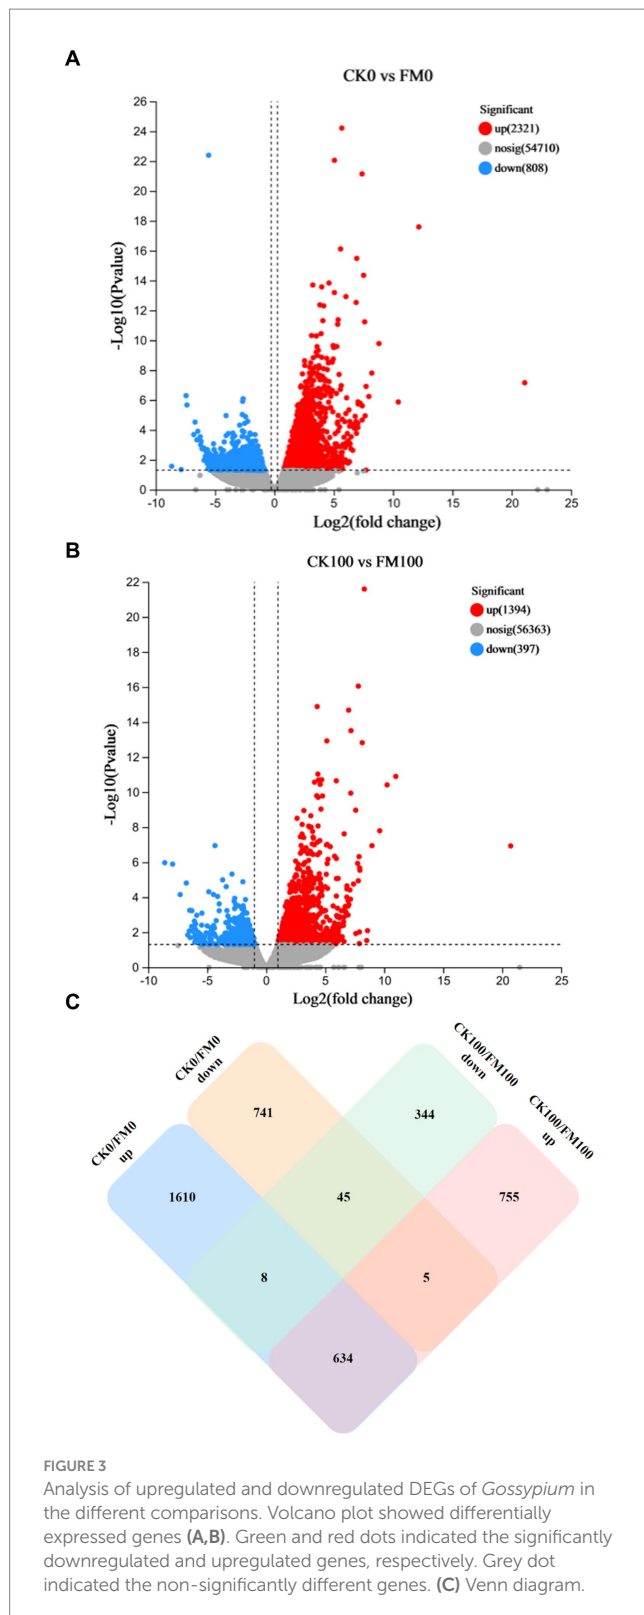 A
CK0 vs FM0
Significant
up(2321)
nosig(54710)
down(808)
26
24
22
20
18
16
14
12
10
8
6
4
2
0
-Log10(Pvalue)
-10
-5
0
5
10
15
20
25
Log2(fold change)
B
CK100 vs FM100
Significant
up(1394)
nosig(56363)
down(397)
22
20
18
16
14
12
10
8
6
4
2
0
-Log10(Pvalue)
-10
-5
0
5
10
15
20
25
Log2(fold change)
C
CK0/FM0
up
CK0/FM0
down
CK100/FM100
down
CK100/FM100
up
741
344
1610
45
755
8
5
634
FIGURE 3
Analysis of upregulated and downregulated DEGs of Gossypium in
the different comparisons. Volcano plot showed differentially
expressed genes (A,B). Green and red dots indicated the significantly
downregulated and upregulated genes, respectively. Grey dot
indicated the non-significantly different genes. (C) Venn diagram.